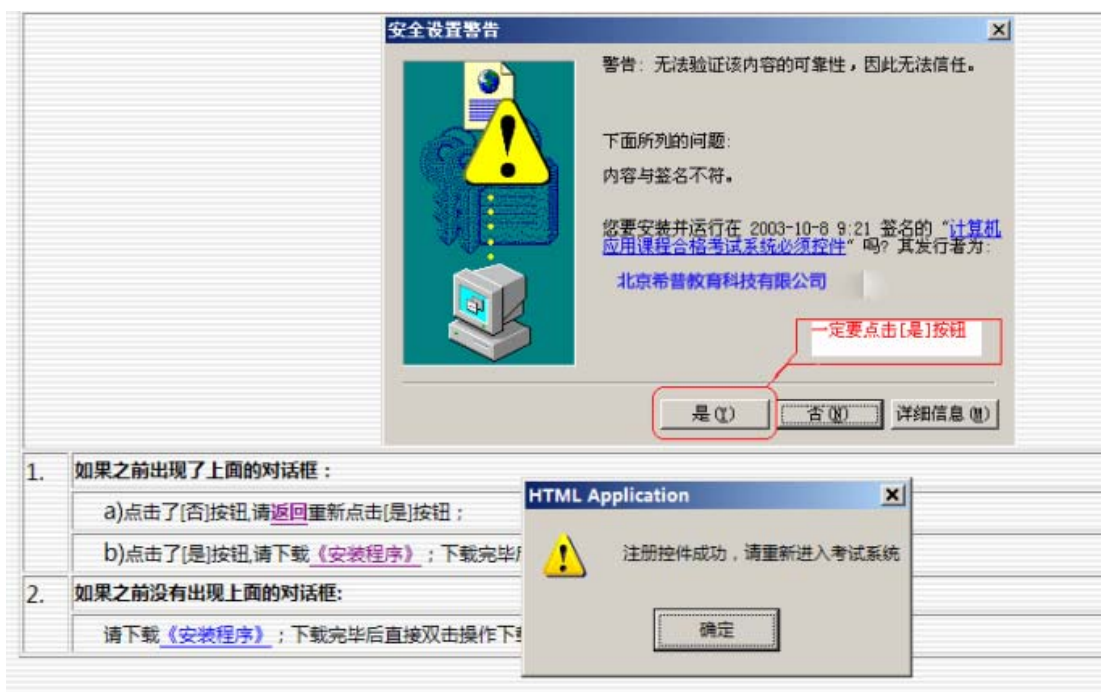 安全设置警告
警告: 无法验证该内容的可靠性，因此无法信任。
下面所列的问题:
内容与签名不符。
您要安装并运行在 2003-10-8 9:21 签名的 “计算机
应用课程合格考试系统必须控件” 吗? 其发行者为:
北京希普教育科技有限公司
一定要点击[是]按钮
是(Y) 否(N) 详细信息(M)
1. 如果之前出现了上面的对话框：
a)点击了[否]按钮,请返回重新点击[是]按钮；
b)点击了[是]按钮,请下载《安装程序》；下载完毕
2. 如果之前没有出现上面的对话框:
请下载《安装程序》；下载完毕后直接双击操作下
HTML Application
注册控件成功，请重新进入考试系统
确定